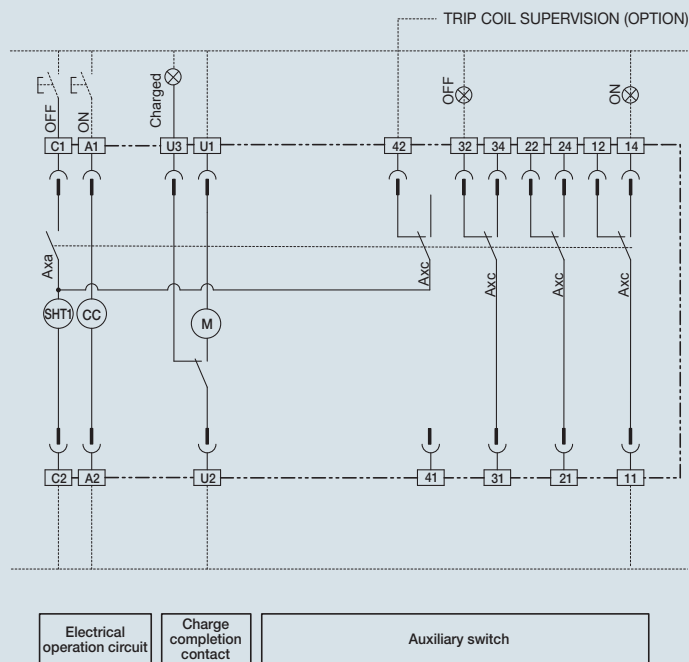 TRIP COIL SUPERVISION (OPTION)
OFF
ON
Charged
OFF
ON
C1 A1 U3 U1 42 32 34 22 24 12 14
Axa
Axc
Axc
Axc
Axc
SHT1 CC M
C2 A2 U2 41 31 21 11
Electrical
operation circuit
Charge
completion
contact
Auxiliary switch